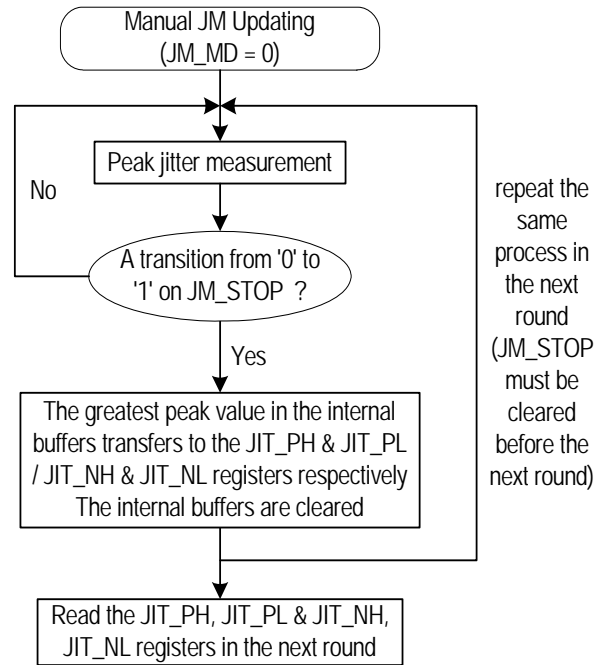 Manual JM Updating
(JM_MD = 0)
Peak jitter measurement
No
A transition from '0' to
'1' on JM_STOP ?
Yes
The greatest peak value in the internal
buffers transfers to the JIT_PH & JIT_PL
/ JIT_NH & JIT_NL registers respectively
The internal buffers are cleared
repeat the
same
process in
the next
round
(JM_STOP
must be
cleared
before the
next round)
Read the JIT_PH, JIT_PL & JIT_NH,
JIT_NL registers in the next round